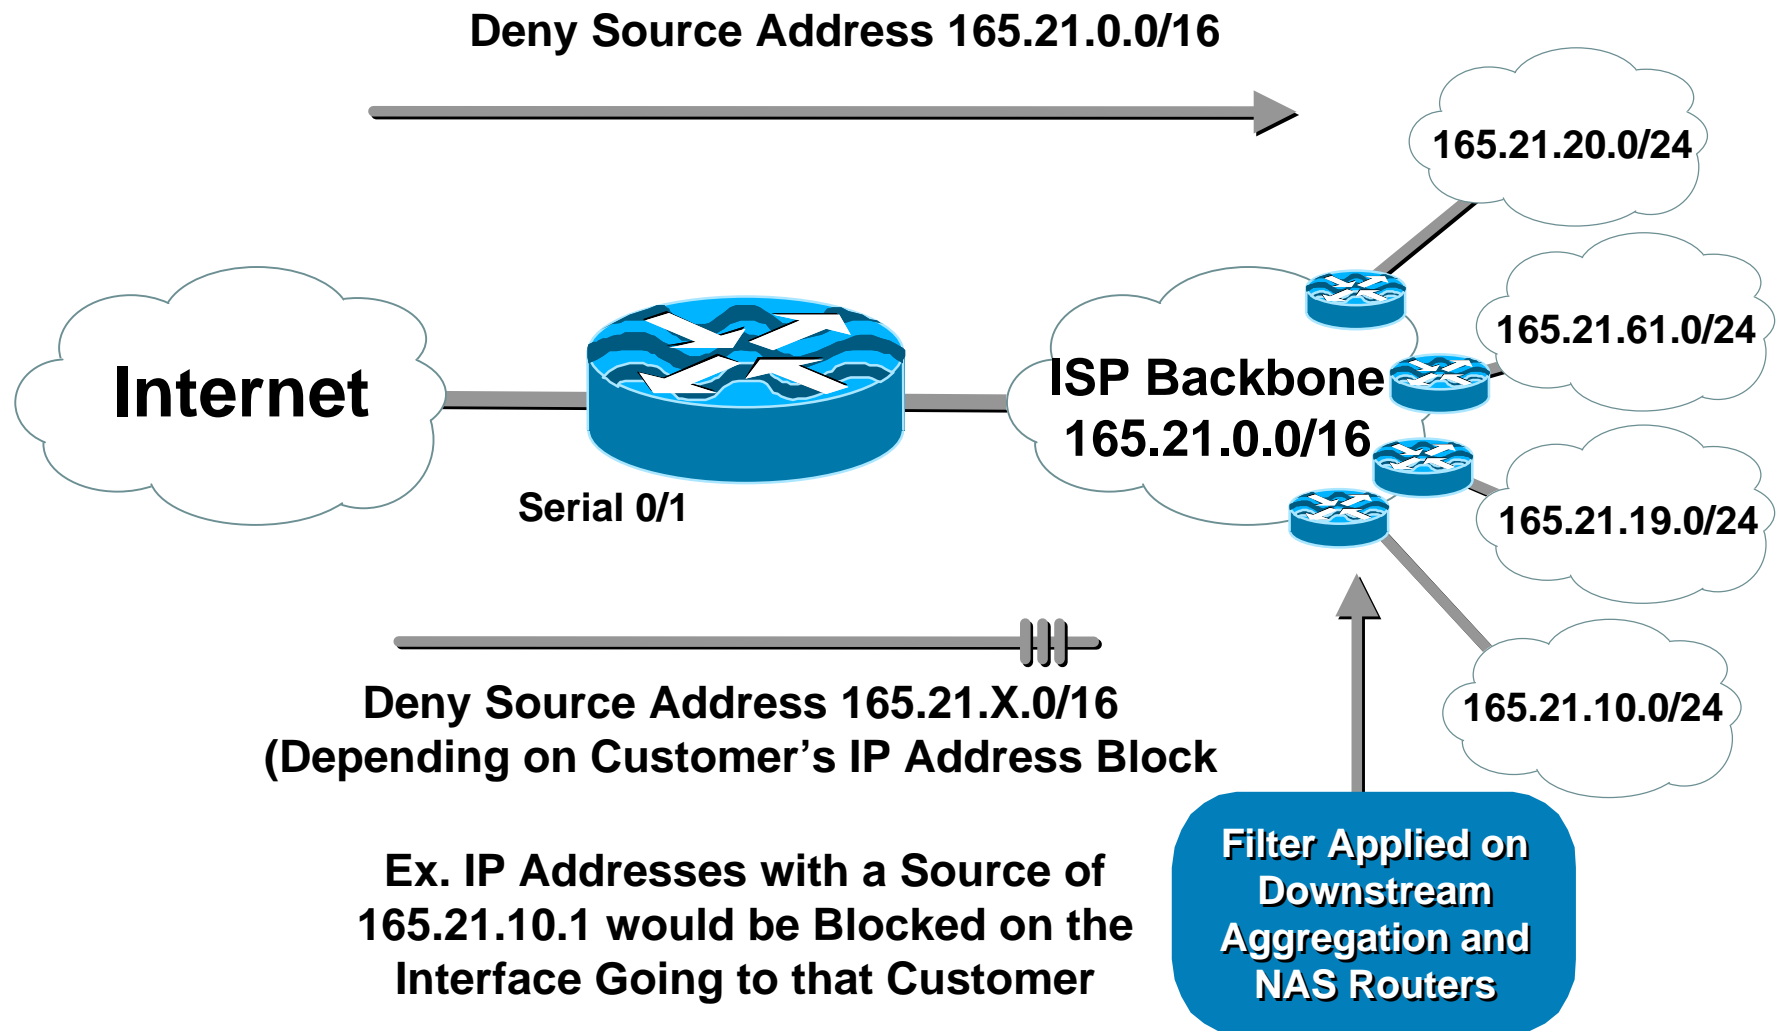 Deny Source Address 165.21.0.0/16
165.21.20.0/24
165.21.61.0/24
Internet
ISP Backbone
165.21.0.0/16
Serial 0/1
165.21.19.0/24
165.21.10.0/24
Deny Source Address 165.21.X.0/16
(Depending on Customer’s IP Address Block
Ex. IP Addresses with a Source of
165.21.10.1 would be Blocked on the
Interface Going to that Customer
Filter Applied on
Downstream
Aggregation and
NAS Routers